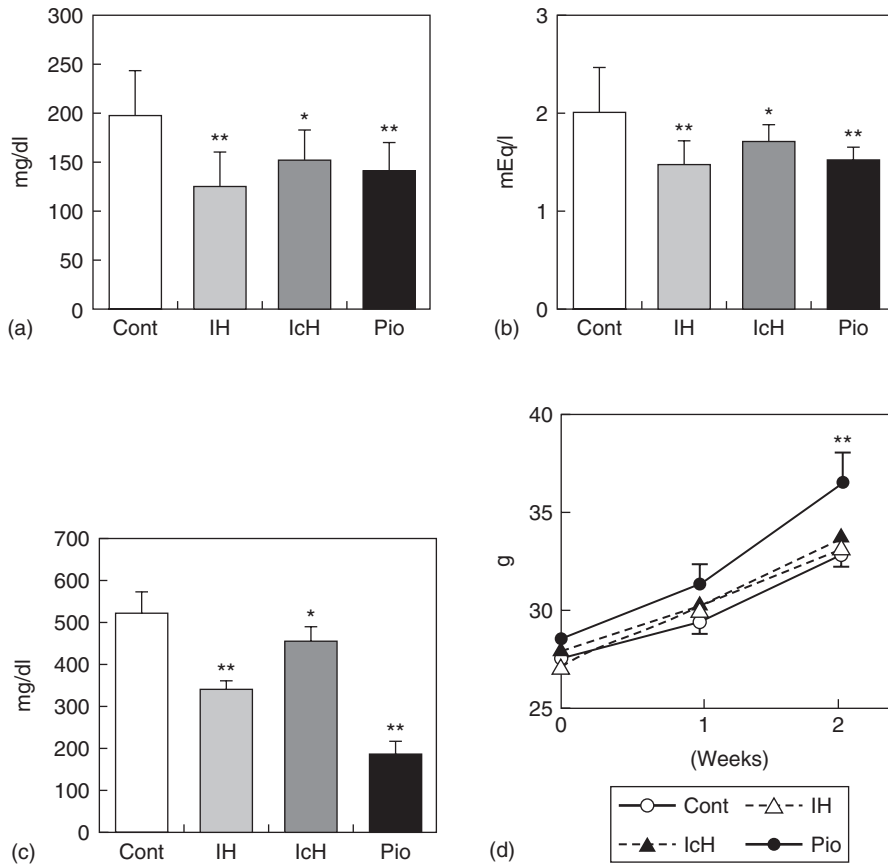 300
250
200
150
100
50
0
mg/dl
**
*
**
Cont IH IcH Pio
(a)
3
2
1
0
mEq/l
**
*
**
Cont IH IcH Pio
(b)
700
600
500
400
300
200
100
0
mg/dl
**
*
**
Cont IH IcH Pio
(c)
40
35
30
25
g
**
0 1 2
(Weeks)
Cont IH
IcH Pio
(d)